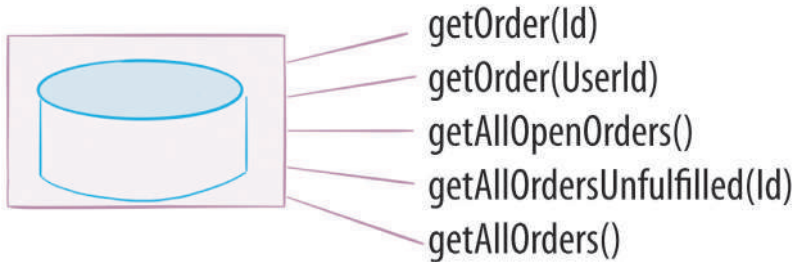 getOrder(Id)
getOrder(UserId)
getAllOpenOrders()
getAllOrdersUnfulfilled(Id)
getAllOrders()